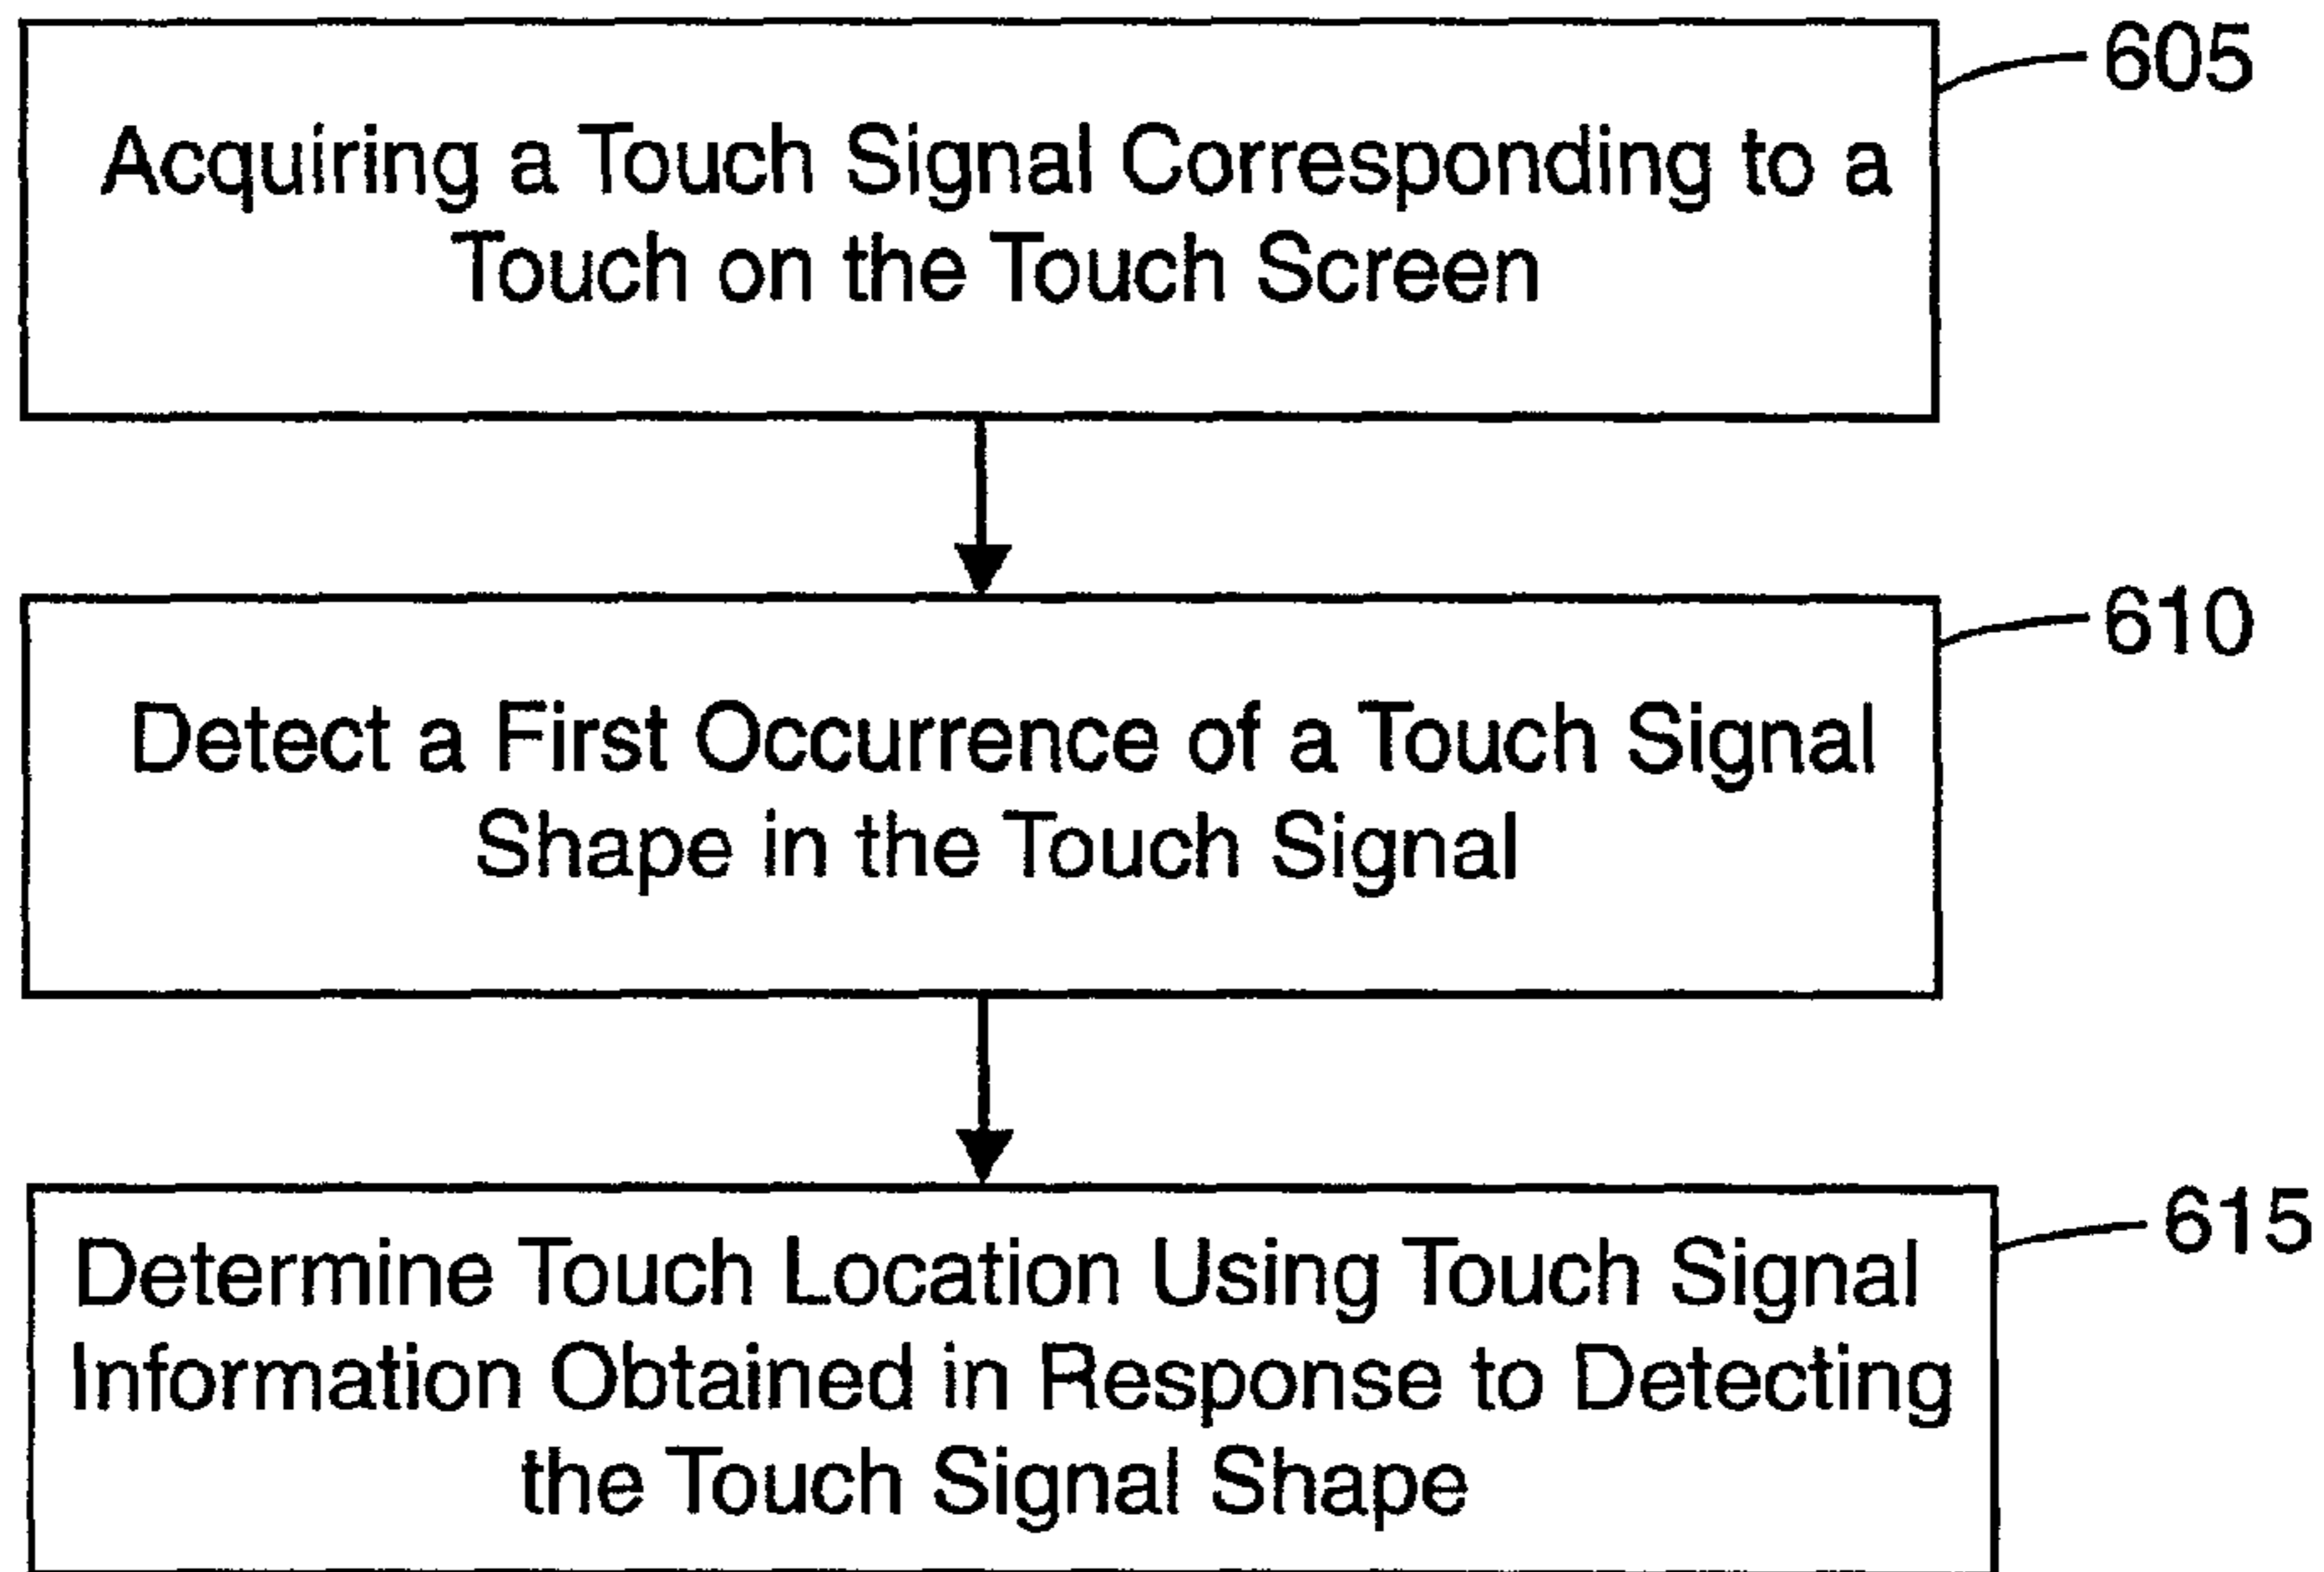 605
Acquiring a Touch Signal Corresponding to a
Touch on the Touch Screen
610
Detect a First Occurrence of a Touch Signal
Shape in the Touch Signal
615
Determine Touch Location Using Touch Signal
Information Obtained in Response to Detecting
the Touch Signal Shape